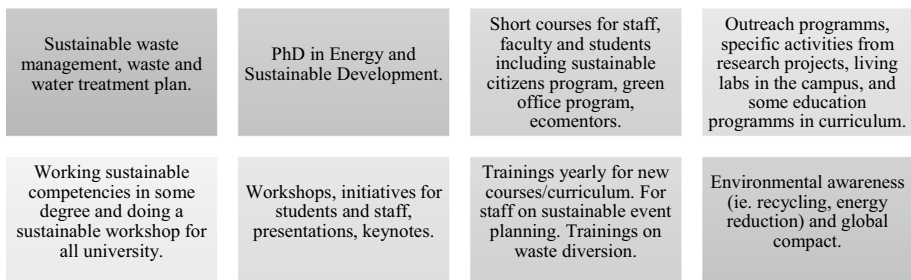 Sustainable waste
management, waste and
water treatment plan.
PhD in Energy and
Sustainable Development.
Short courses for staff,
faculty and students
including sustainable
citizens program, green
office program,
ecomentors.
Outreach programms,
specific activities from
research projects, living
labs in the campus, and
some education
programms in curriculum.
Working sustainable
competencies in some
degree and doing a
sustainable workshop for
all university.
Workshops, initiatives for
students and staff,
presentations, keynotes.
Trainings yearly for new
courses/curriculum. For
staff on sustainable event
planning. Trainings on
waste diversion.
Environmental awareness
(ie. recycling, energy
reduction) and global
compact.